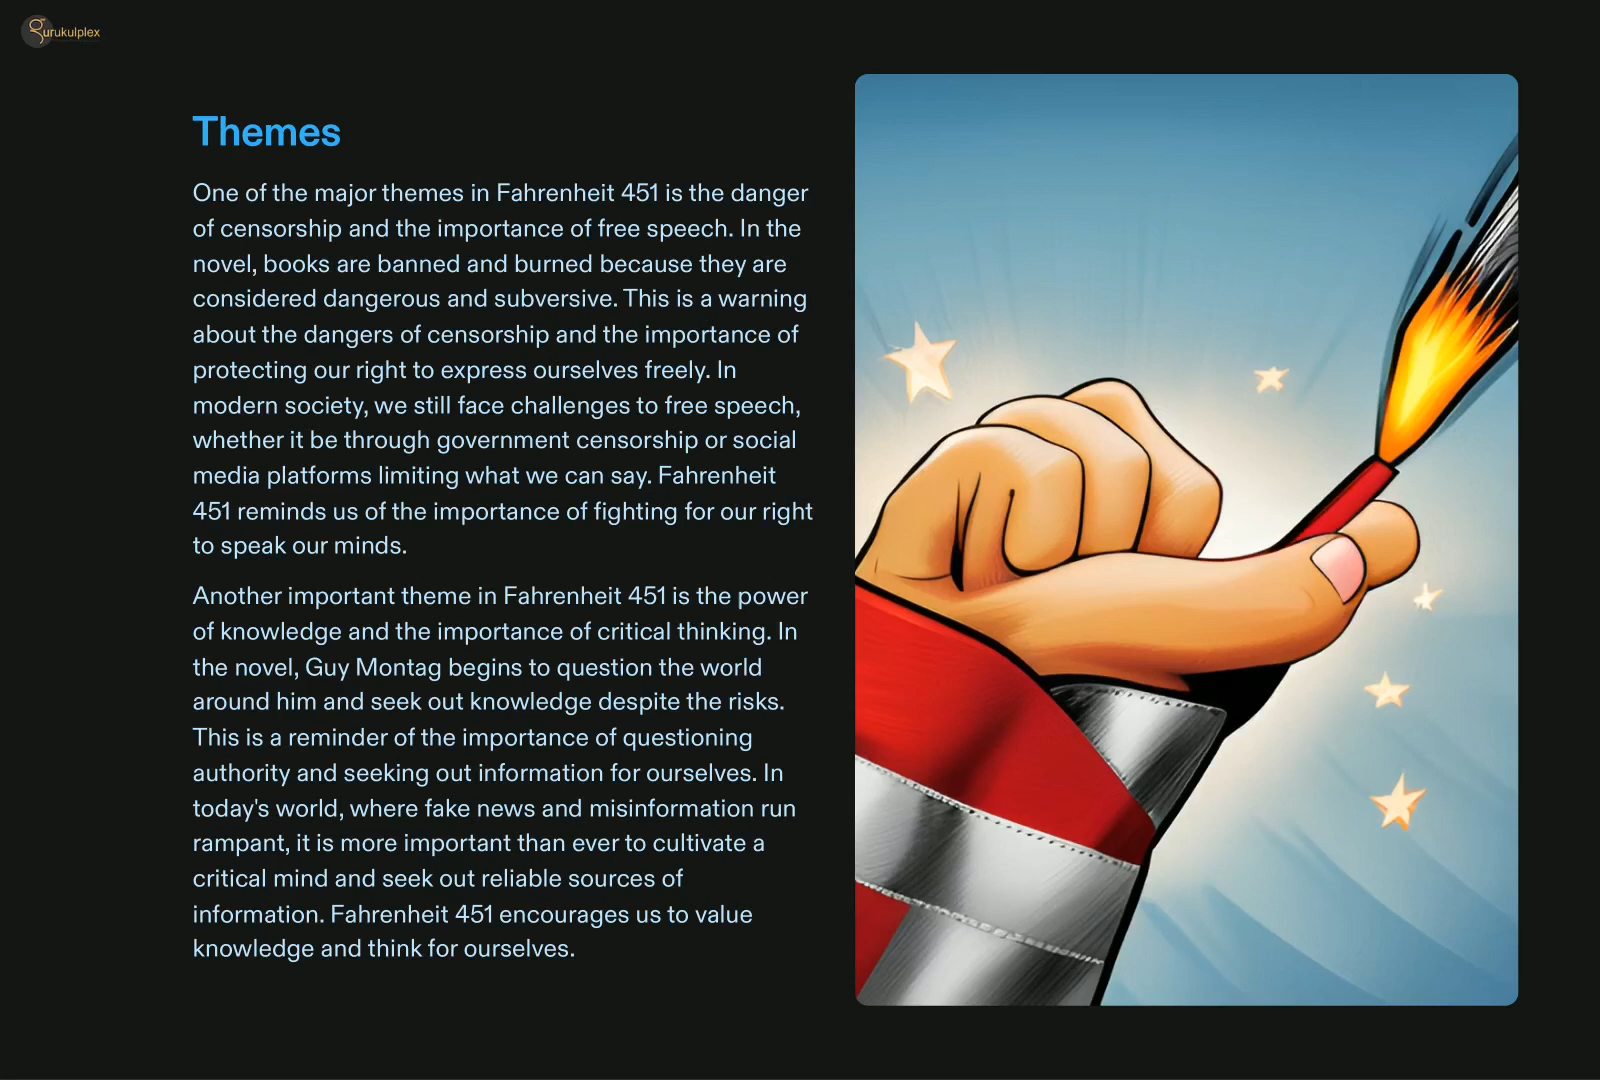 gurukulplex
Themes
One of the major themes in Fahrenheit 451 is the danger
of censorship and the importance of free speech. In the
novel, books are banned and burned because they are
considered dangerous and subversive. This is a warning
about the dangers of censorship and the importance of
protecting our right to express ourselves freely. In
modern society, we still face challenges to free speech,
whether it be through government censorship or social
media platforms limiting what we can say. Fahrenheit
451 reminds us of the importance of fighting for our right
to speak our minds.
Another important theme in Fahrenheit 451 is the power
of knowledge and the importance of critical thinking. In
the novel, Guy Montag begins to question the world
around him and seek out knowledge despite the risks.
This is a reminder of the importance of questioning
authority and seeking out information for ourselves. In
today's world, where fake news and misinformation run
rampant, it is more important than ever to cultivate a
critical mind and seek out reliable sources of
information. Fahrenheit 451 encourages us to value
knowledge and think for ourselves.